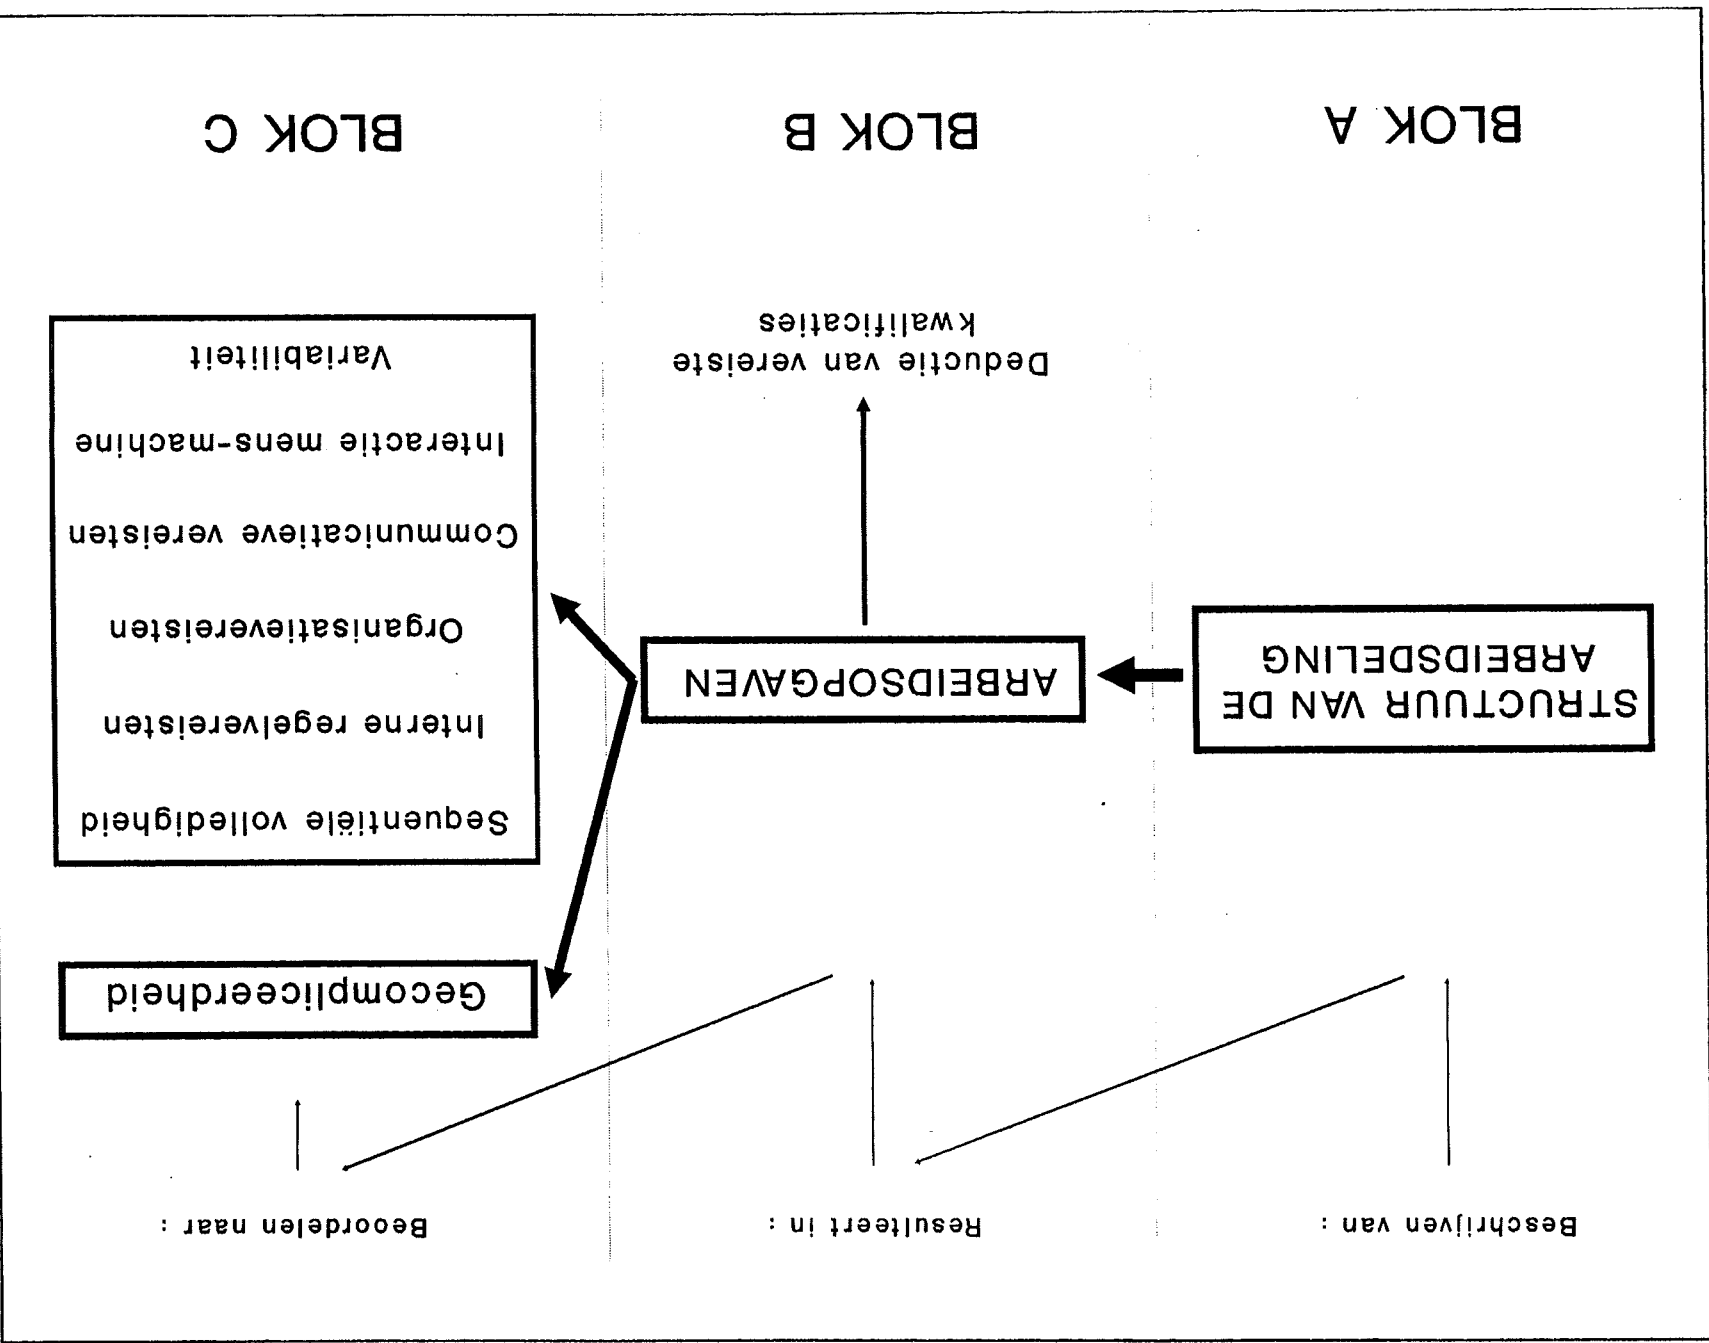 Beschrijven van :
Resulteert in :
Beoordelen naar :
Gecompliceerdheid
STRUCTUUR VAN DE
ARBEIDSDELING
ARBEIDSOPGAVEN
Sequentiële volledigheid
Interne regelvereisten
Organisatievereisten
Communicatieve vereisten
Interactie mens-machine
Variabiliteit
Deductie van vereiste
kwalificaties
BLOK A
BLOK B
BLOK C